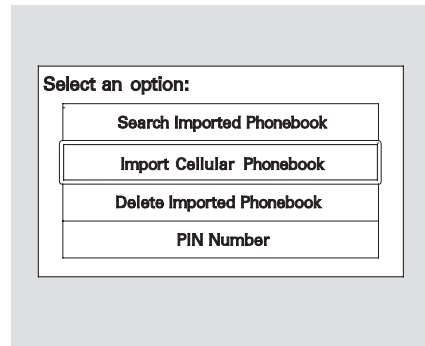 Select an option:
Search Imported Phonebook
Import Cellular Phonebook
Delete Imported Phonebook
PIN Number